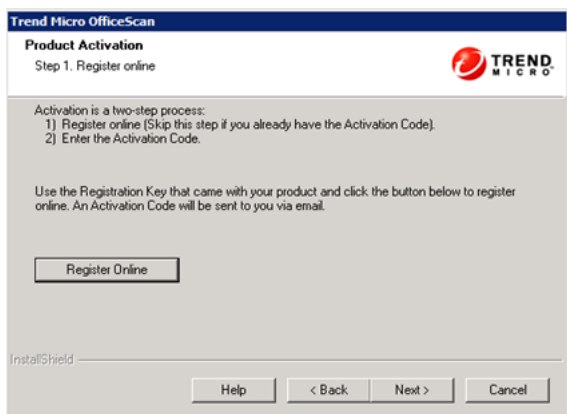 Trend Micro OfficeScan
Product Activation
Step 1. Register online
TREND
MICRO
Activation is a two-step process:
1) Register online (Skip this step if you already have the Activation Code).
2) Enter the Activation Code.
Use the Registration Key that came with your product and click the button below to register
online. An Activation Code will be sent to you via email.
Register Online
InstallShield
Help
< Back
Next >
Cancel